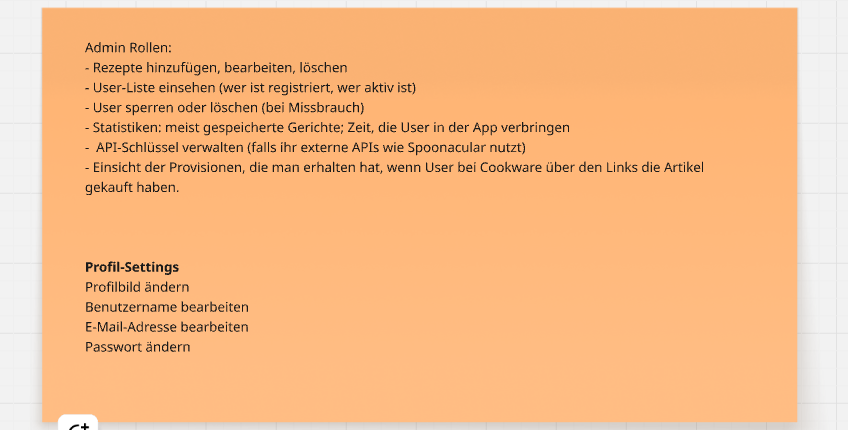 Admin Rollen:
- Rezepte hinzufügen, bearbeiten, löschen
- User-Liste einsehen (wer ist registriert, wer aktiv ist)
- User sperren oder löschen (bei Missbrauch)
- Statistiken: meist gespeicherte Gerichte; Zeit, die User in der App verbringen
-  API-Schlüssel verwalten (falls ihr externe APIs wie Spoonacular nutzt)
- Einsicht der Provisionen, die man erhalten hat, wenn User bei Cookware über den Links die Artikel
gekauft haben.
Profil-Settings
Profilbild ändern
Benutzername bearbeiten
E-Mail-Adresse bearbeiten
Passwort ändern